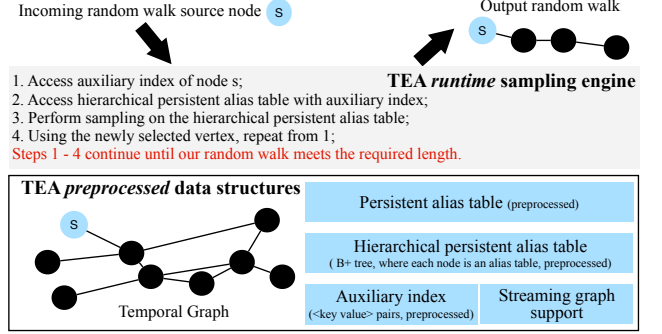 Incoming random walk source node S
Output random walk
S
TEA runtime sampling engine
1. Access auxiliary index of node s;
2. Access hierarchical persistent alias table with auxiliary index;
3. Perform sampling on the hierarchical persistent alias table;
4. Using the newly selected vertex, repeat from 1;
Steps 1 - 4 continue until our random walk meets the required length.
TEA preprocessed data structures
S
Temporal Graph
Persistent alias table (preprocessed)
Hierarchical persistent alias table
( B+ tree, where each node is an alias table, preprocessed)
Auxiliary index
(<key value> pairs, preprocessed)
Streaming graph
support